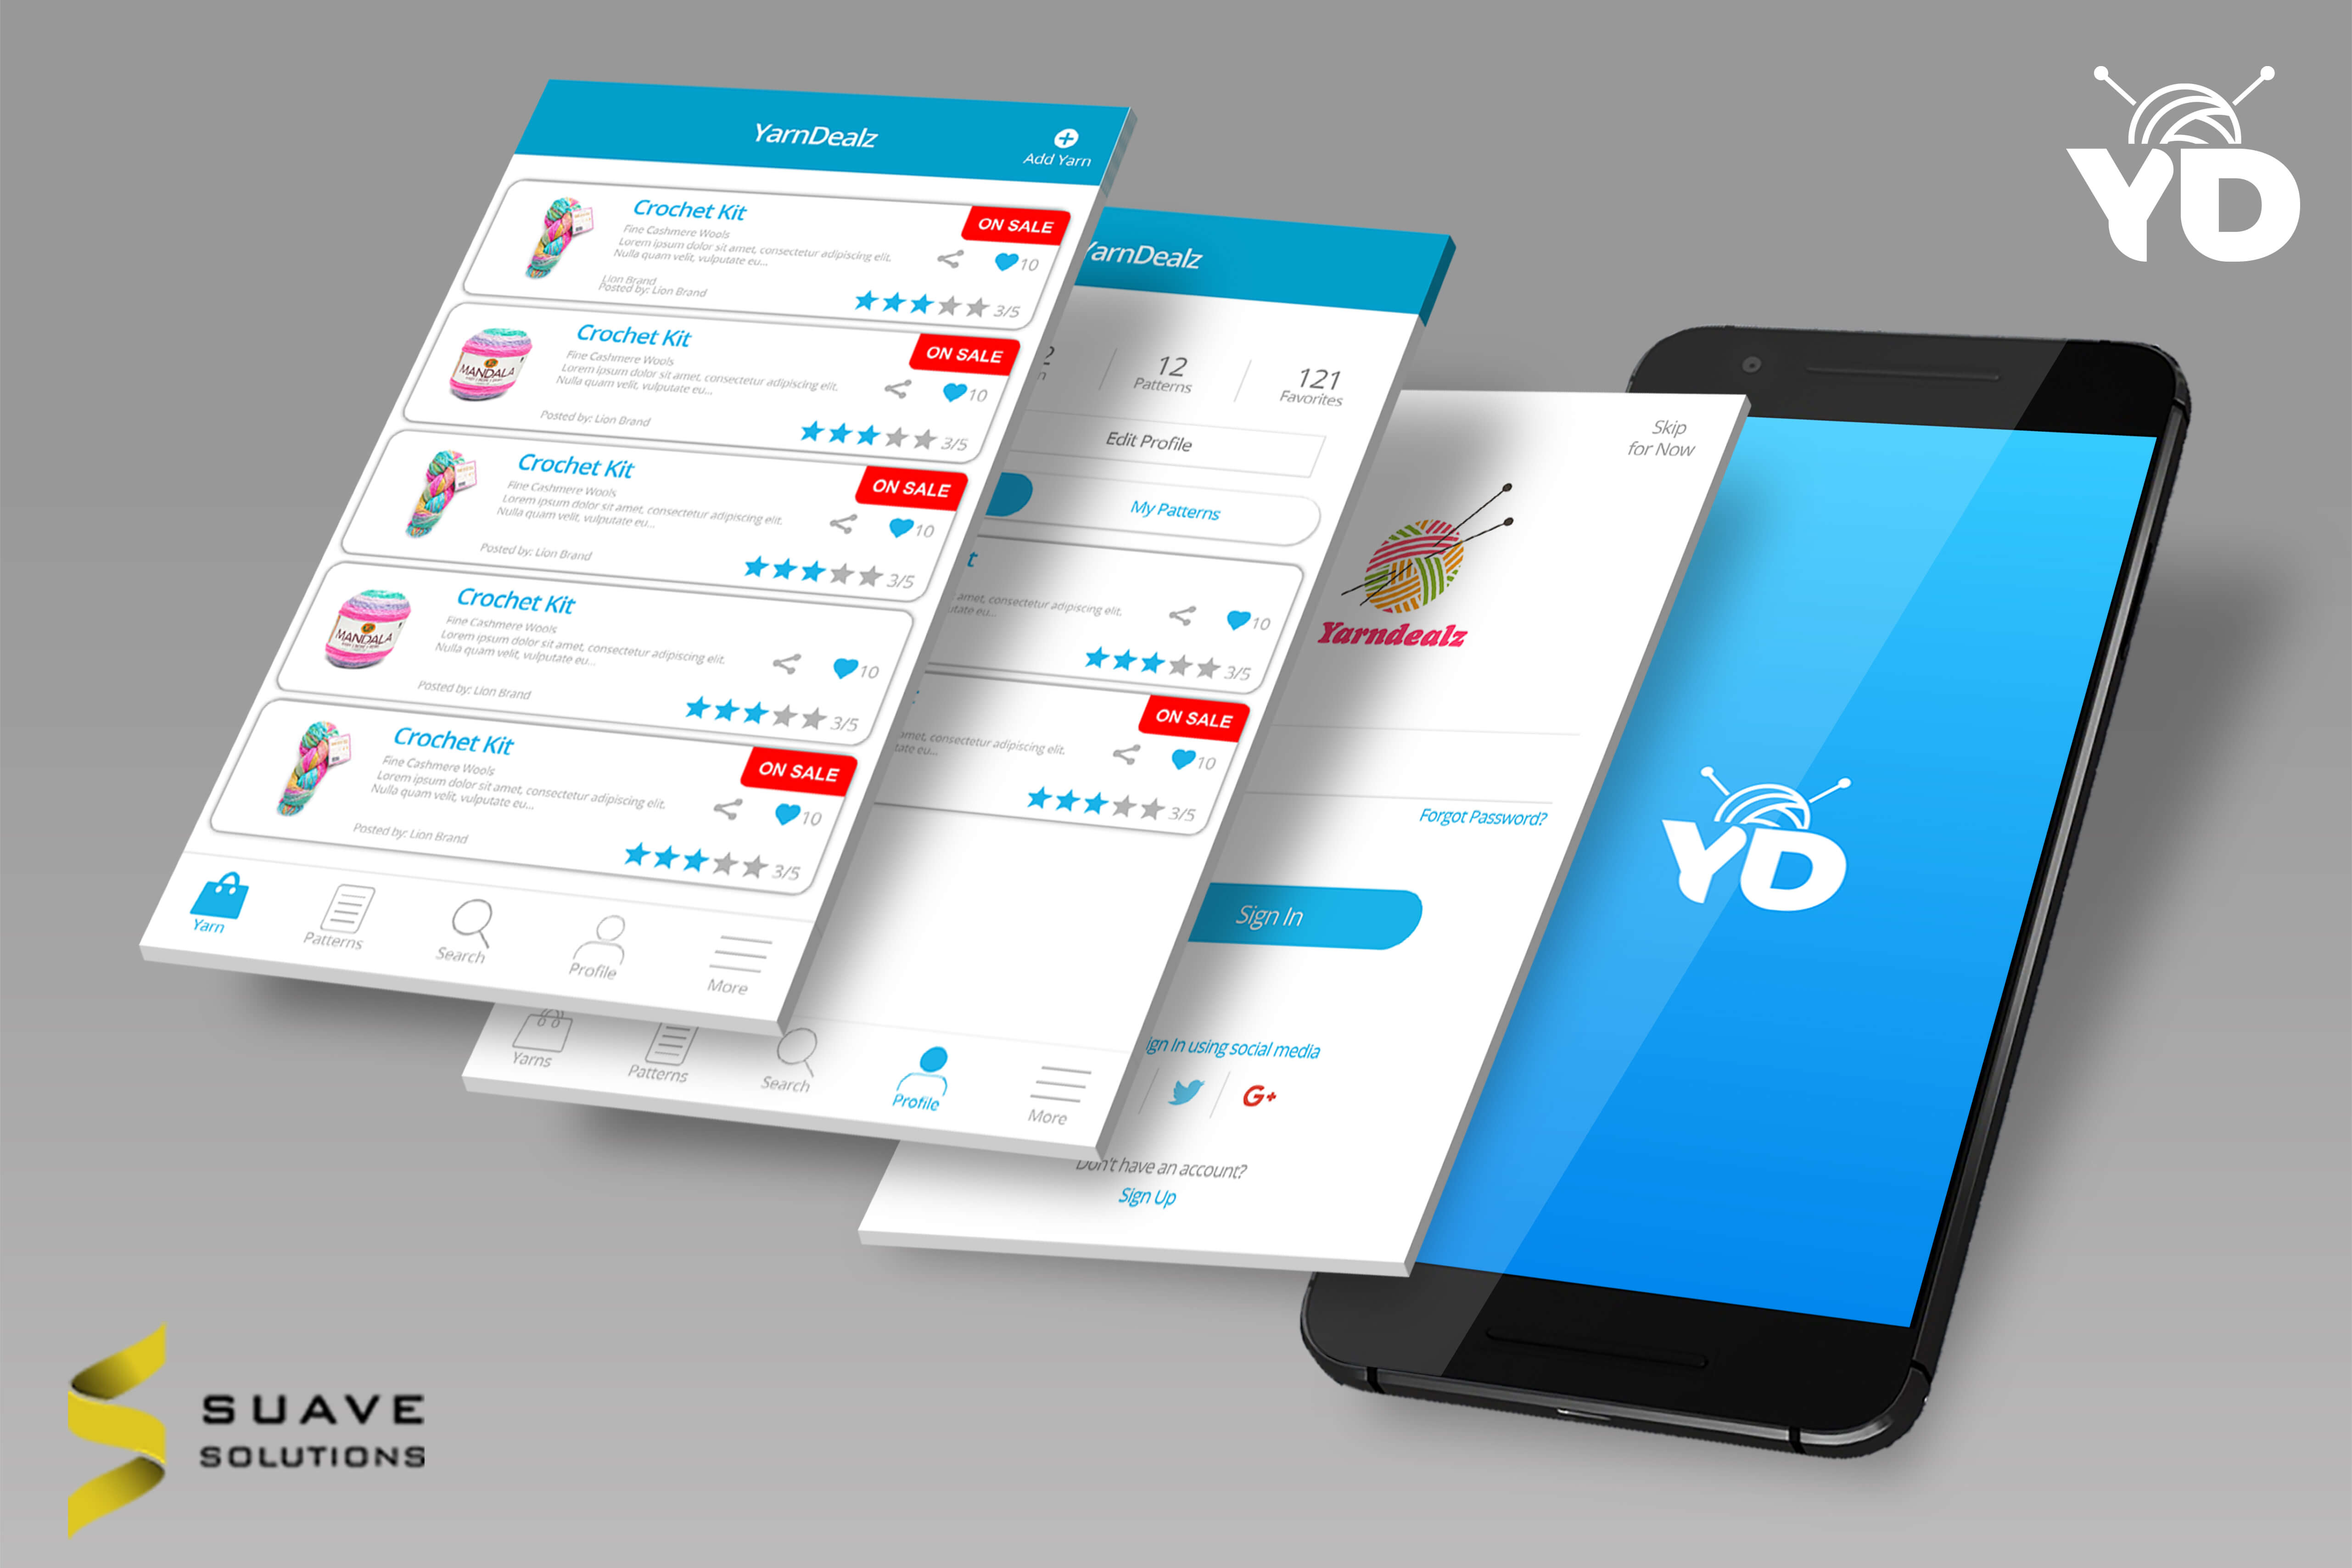 YarnDealz
Add Yarn
Crochet Kit
ON SALE
Fine Cashmere Wools
Lorem ipsum dolor sit amet, consectetur adipiscing elit.
Nulla quam velit, vulputate eu...
10
Lion Brand
Posted by: Lion Brand
3/5
Crochet Kit
ON SALE
Fine Cashmere Wools
Lorem ipsum dolor sit amet, consectetur adipiscing elit.
Nulla quam velit, vulputate eu...
10
MANDALA
Posted by: Lion Brand
3/5
Crochet Kit
ON SALE
Fine Cashmere Wools
Lorem ipsum dolor sit amet, consectetur adipiscing elit.
Nulla quam velit, vulputate eu...
10
Posted by: Lion Brand
3/5
Crochet Kit
Fine Cashmere Wools
Lorem ipsum dolor sit amet, consectetur adipiscing elit.
Nulla quam velit, vulputate eu...
10
MANDALA
Posted by: Lion Brand
3/5
Crochet Kit
ON SALE
Fine Cashmere Wools
Lorem ipsum dolor sit amet, consectetur adipiscing elit.
Nulla quam velit, vulputate eu...
10
Posted by: Lion Brand
3/5
Yarn
Patterns
Search
Profile
More
YarnDealz
12
Patterns
121
Favorites
Edit Profile
My Patterns
t
amet, consectetur adipiscing elit.
utate eu...
10
3/5
ON SALE
amet, consectetur adipiscing elit.
tate eu...
10
3/5
Yarns
Patterns
Search
Profile
More
Skip
for Now
Yarndealz
Forgot Password?
Sign In
ign In using social media
G+
Don't have an account?
Sign Up
YD
YD
SUAVE
SOLUTIONS